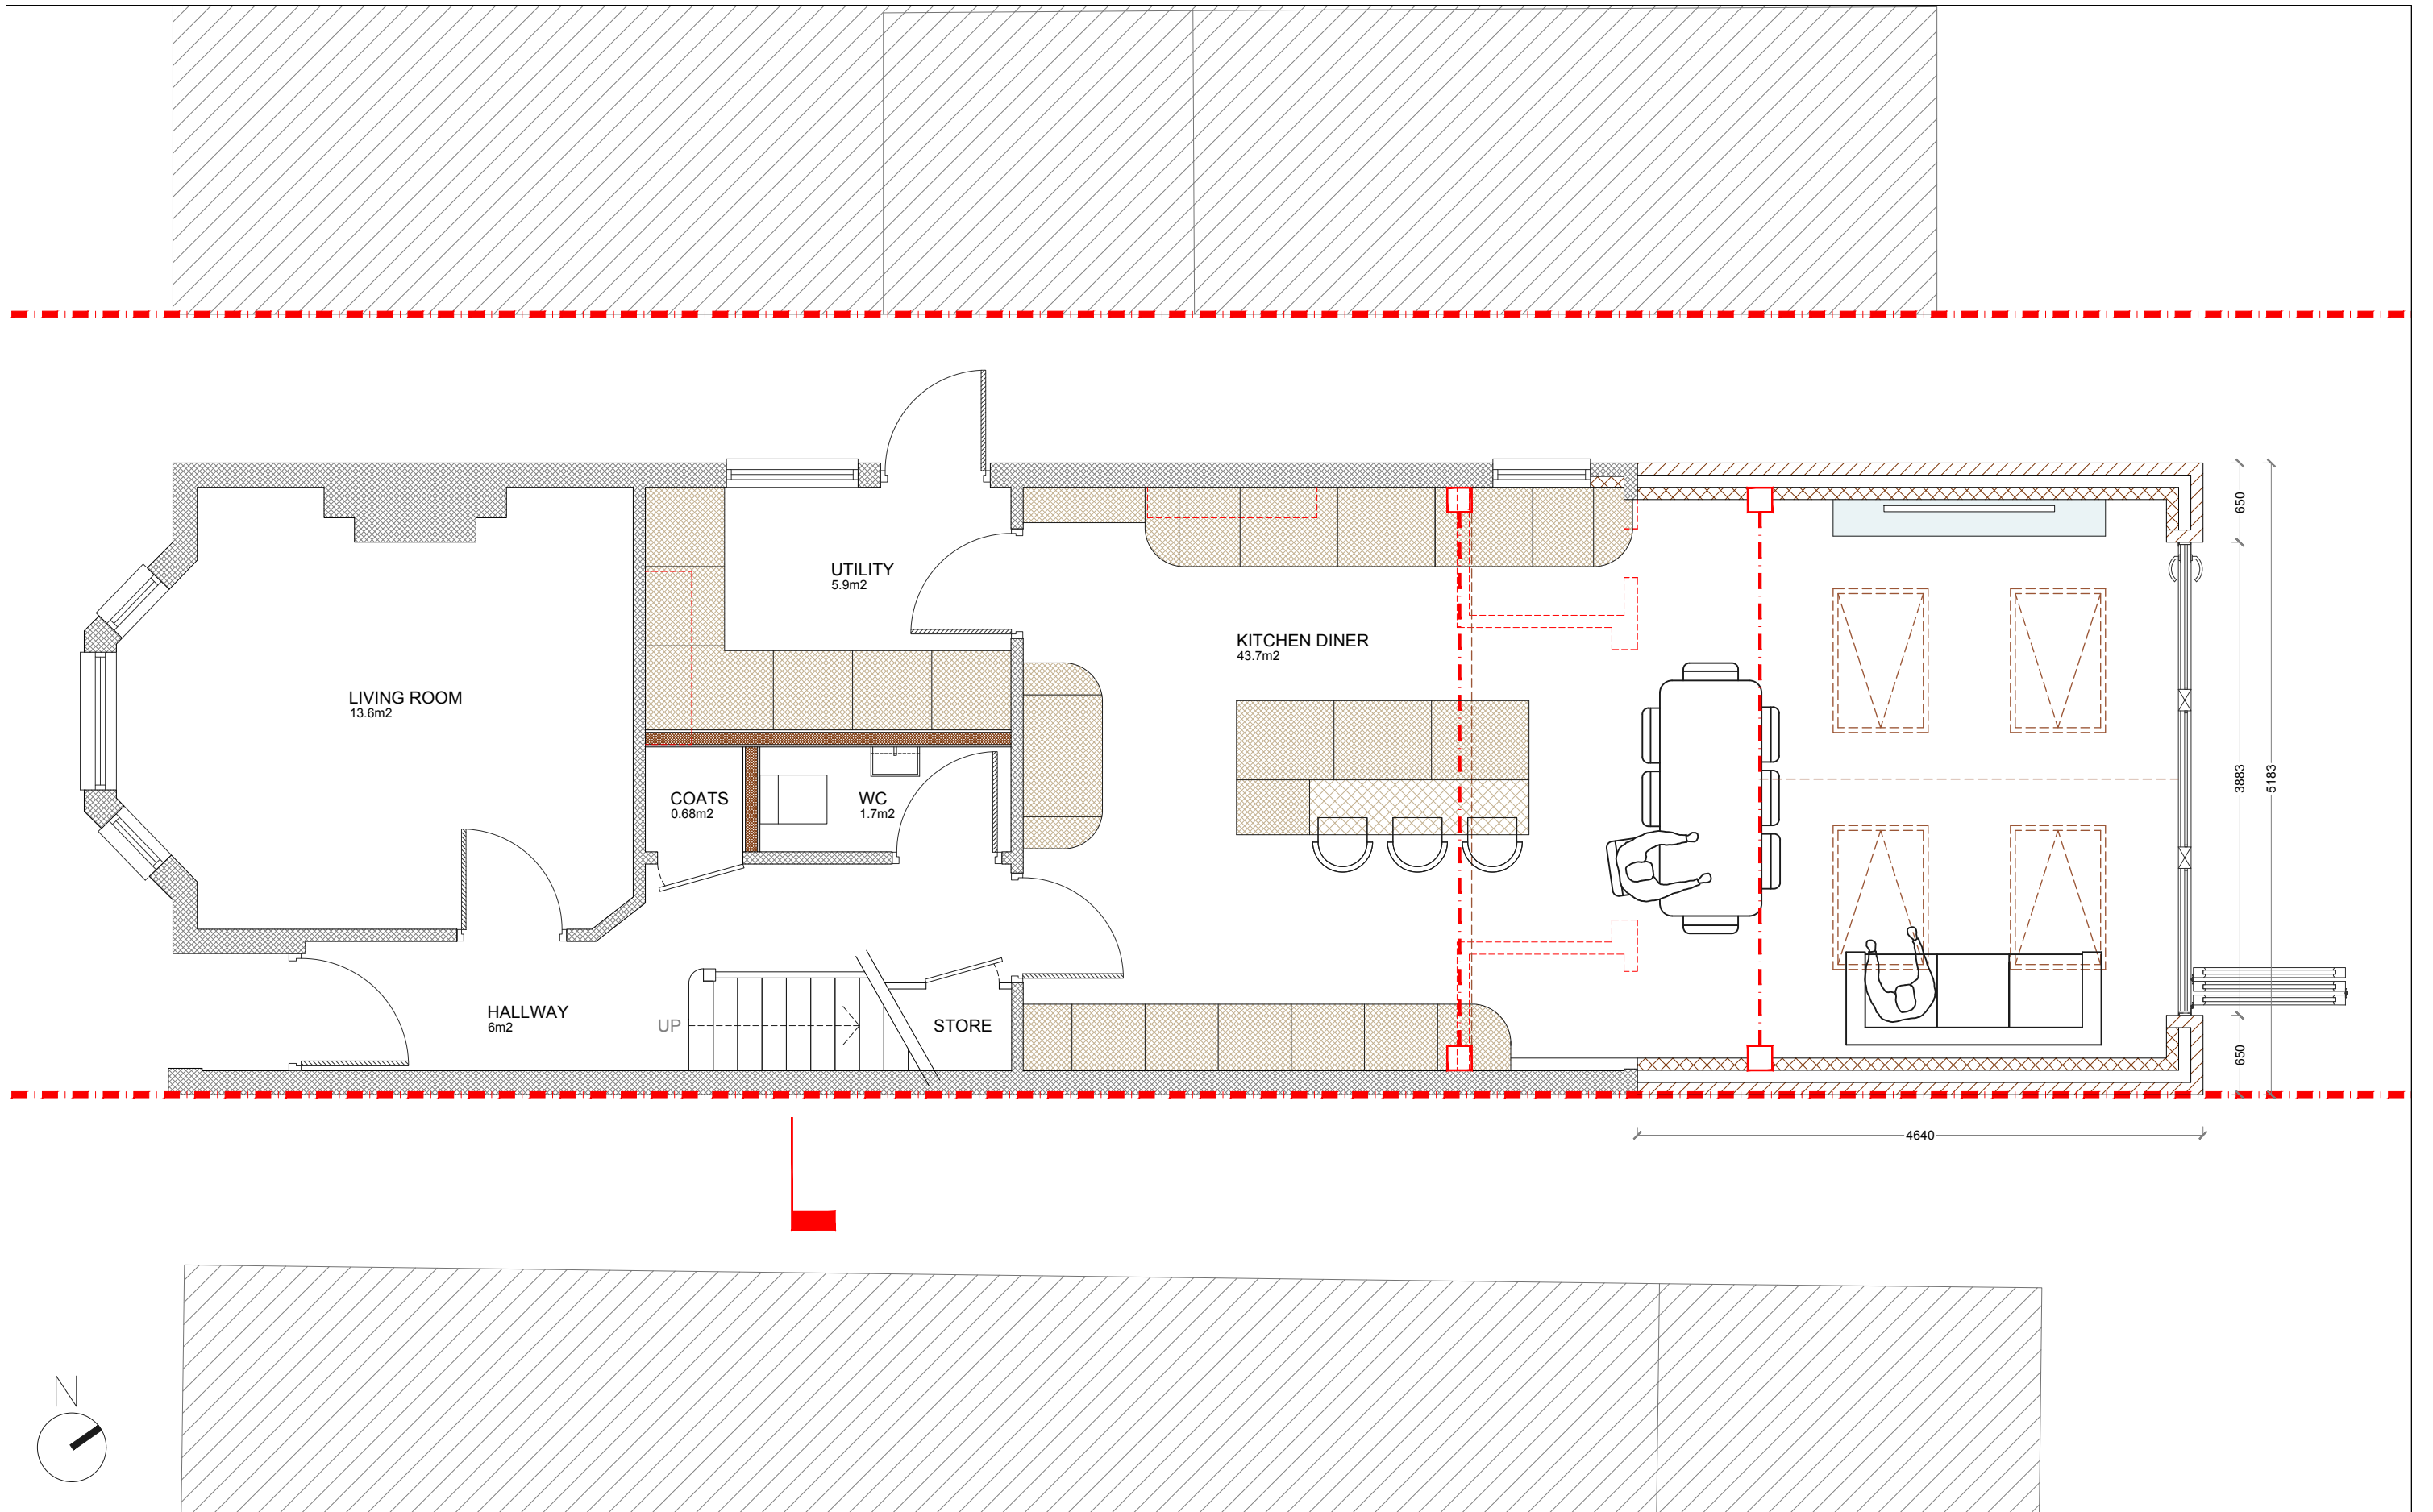 UTILITY
5.9m2
KITCHEN DINER
43.7m2
LIVING ROOM
13.6m2
COATS
0.68m2
WC
1.7m2
HALLWAY
6m2
UP
STORE
650
3883
5183
650
4640
N